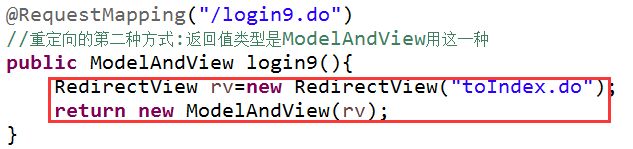 @RequestMapping("/login9.do")
//重定向的第二种方式:返回值类型是ModelAndView用这一种
public ModelAndView login9(){
RedirectView rv=new RedirectView("toIndex.do");
return new ModelAndView(rv);
}